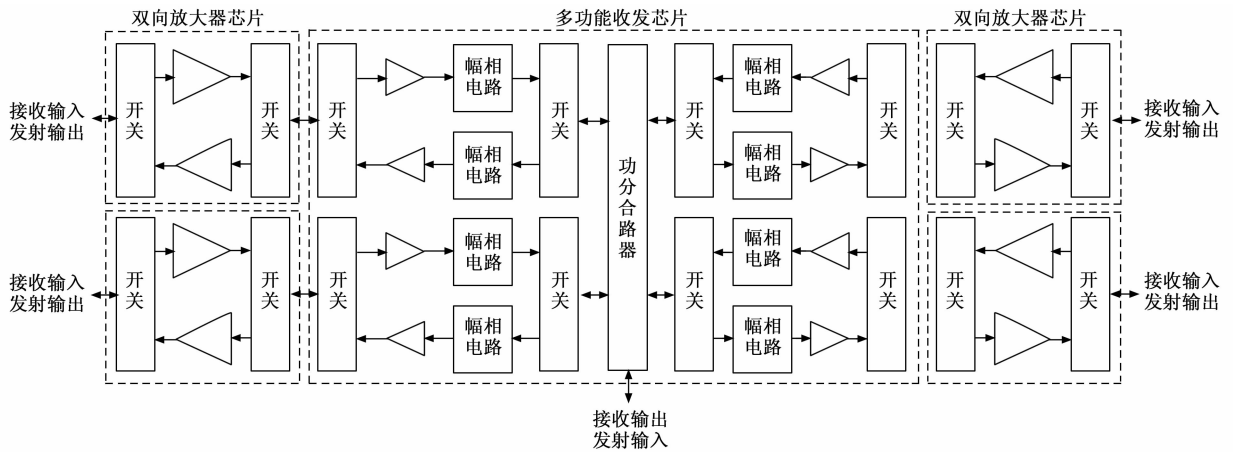 双向放大器芯片
多功能收发芯片
双向放大器芯片
接收输入
发射输出
开关
开关
开关
幅相
电路
幅相
电路
开关
功分合路器
开关
幅相
电路
幅相
电路
开关
开关
开关
接收输入
发射输出
接收输入
发射输出
开关
开关
开关
幅相
电路
幅相
电路
开关
开关
幅相
电路
幅相
电路
开关
开关
开关
接收输入
发射输出
接收输出
发射输入